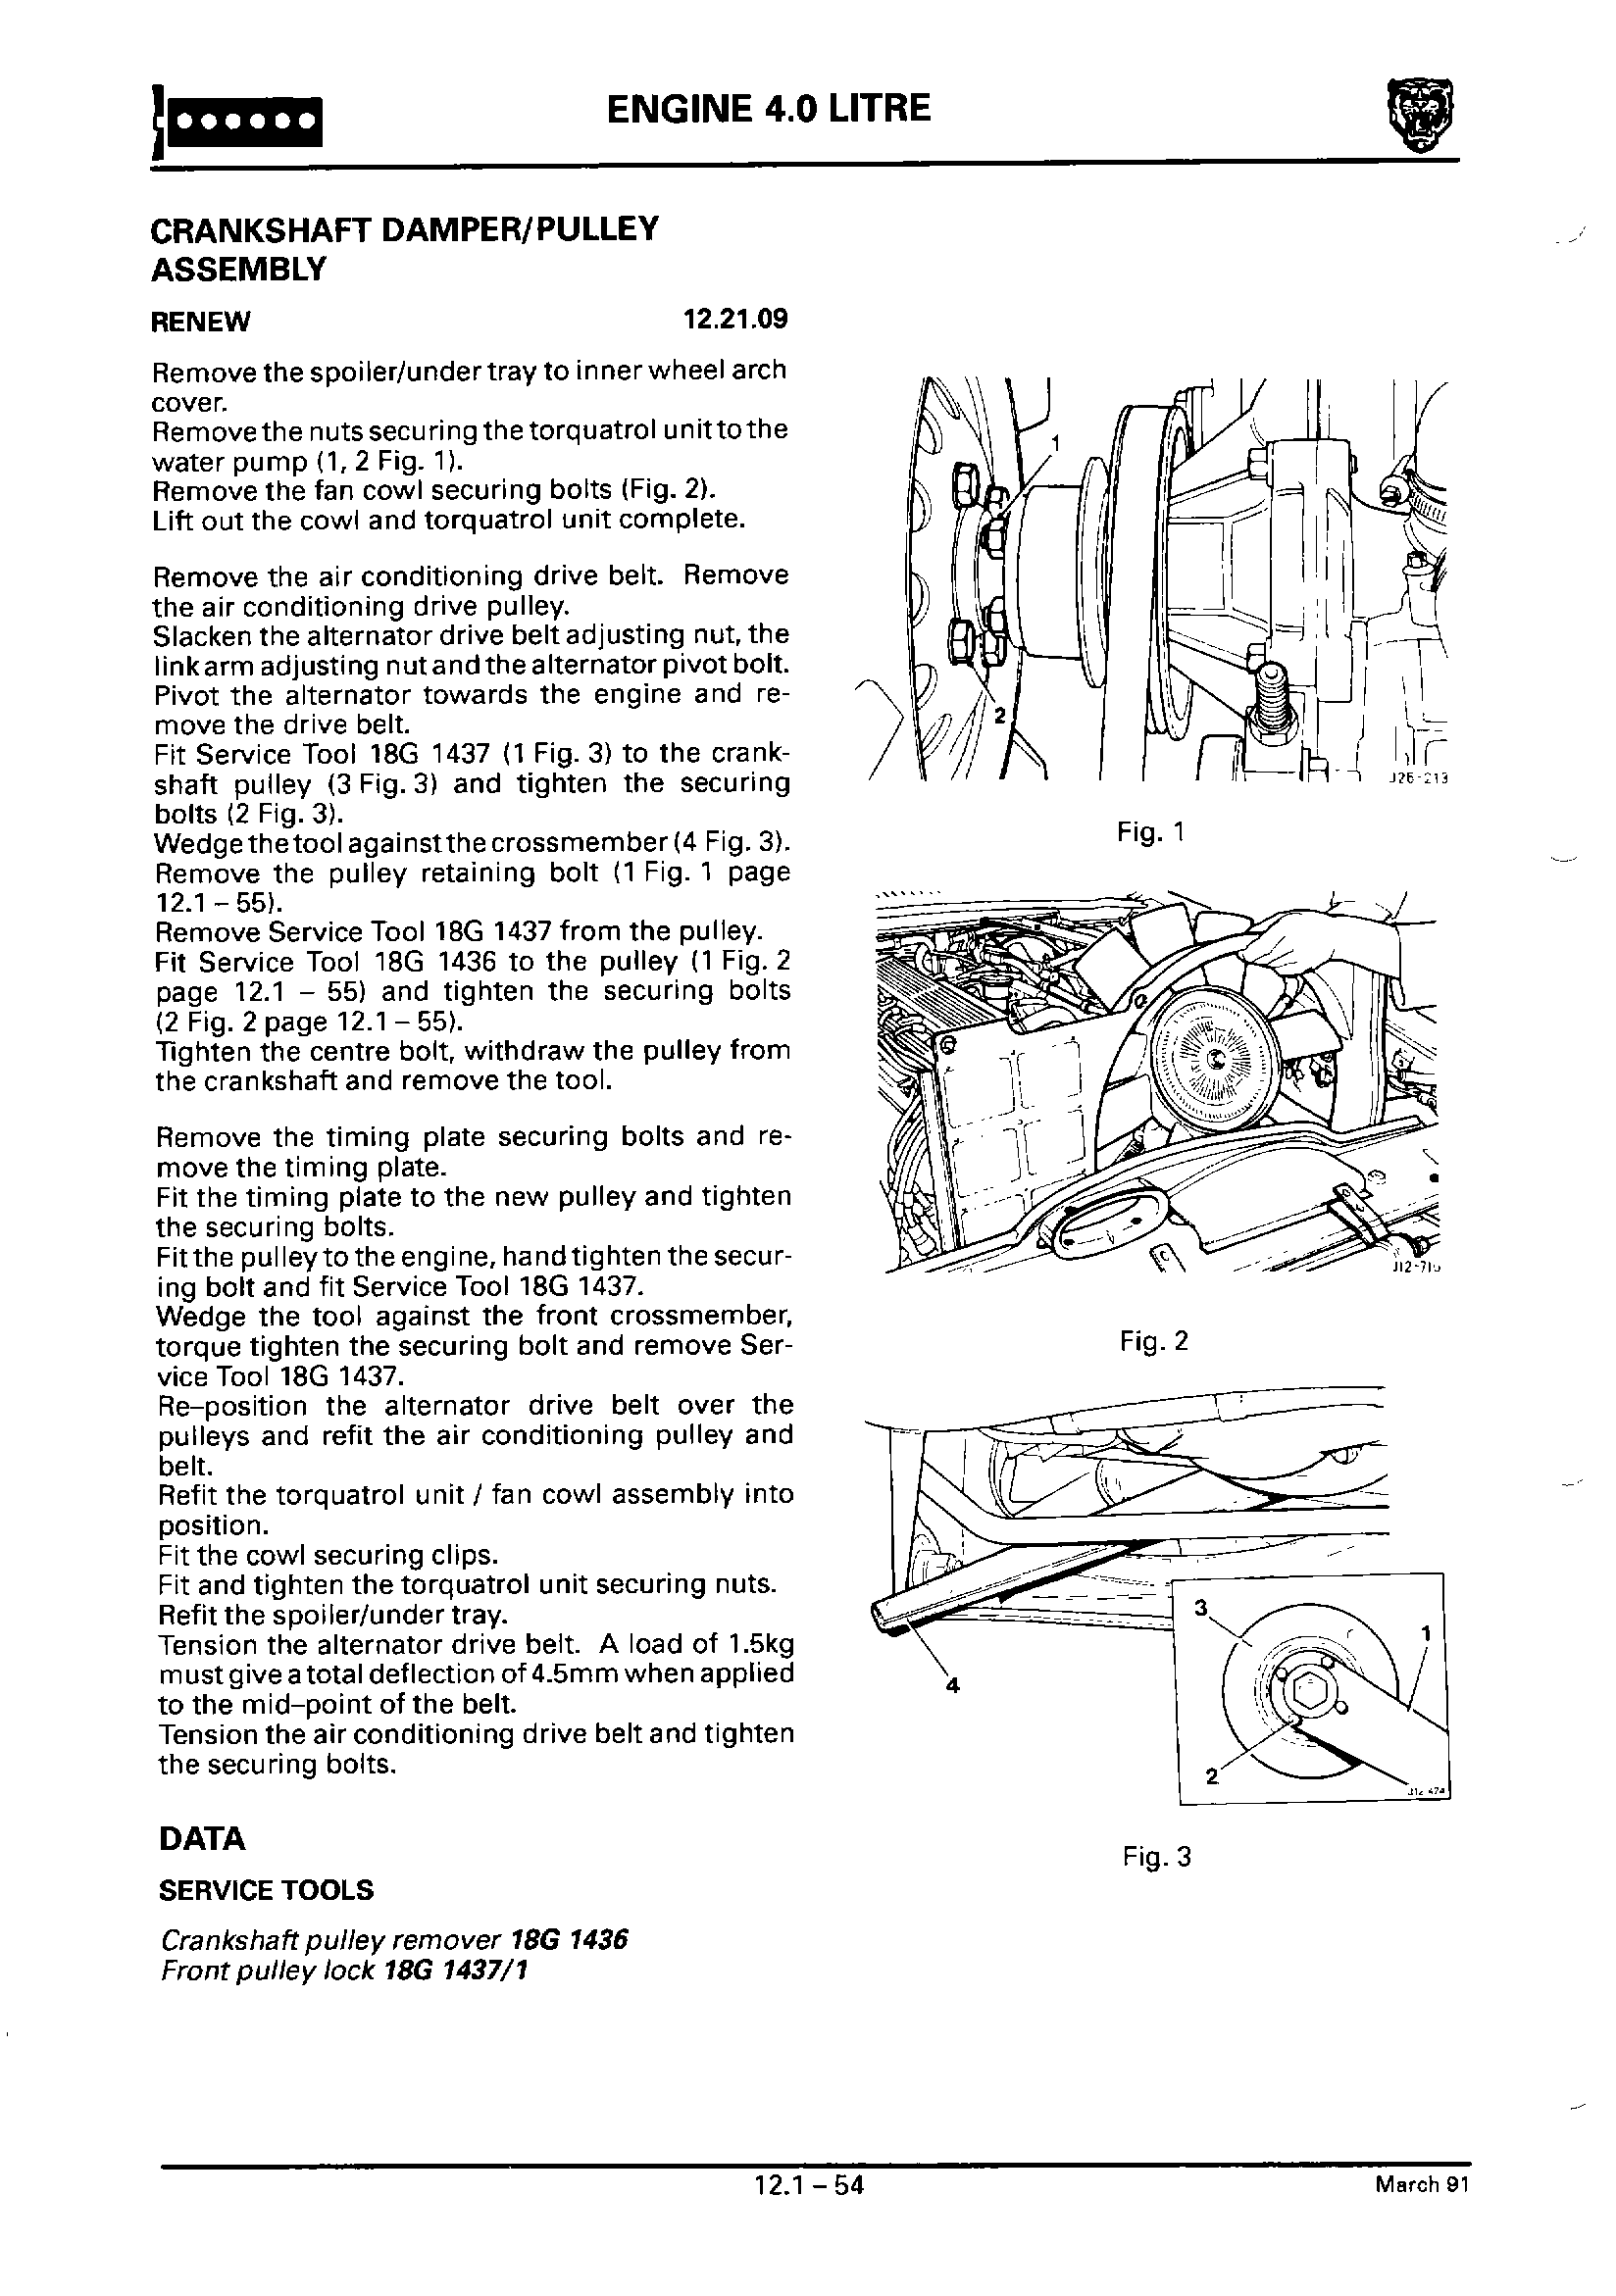 ENGINE 4.0 LITRE
CRANKSHAFT DAMPER/PULLEY
ASSEMBLY
RENEW 12.21.09
Remove the spoiler/under tray to inner wheel arch
cover.
Remove the nuts securing the torquatrol unit to the
water pump (1, 2 Fig. 1).
Remove the fan cowl securing bolts (Fig. 2).
Lift out the cowl and torquatrol unit complete.
Remove the air conditioning drive belt. Remove
the air conditioning drive pulley.
Slacken the alternator drive belt adjusting nut, the
link arm adjusting nut and the alternator pivot bolt.
Pivot the alternator towards the engine and re-
move the drive belt.
Fit Service Tool 18G 1437 (1 Fig. 3) to the crank-
shaft pulley (3 Fig. 3) and tighten the securing
bolts (2 Fig. 3).
Wedge the tool against the crossmember (4 Fig. 3).
Remove the pulley retaining bolt (1 Fig. 1 page
12.1 – 55).
Remove Service Tool 18G 1437 from the pulley.
Fit Service Tool 18G 1436 to the pulley (1 Fig. 2
page 12.1 – 55) and tighten the securing bolts
(2 Fig. 2 page 12.1 – 55).
Tighten the centre bolt, withdraw the pulley from
the crankshaft and remove the tool.
Remove the timing plate securing bolts and re-
move the timing plate.
Fit the timing plate to the new pulley and tighten
the securing bolts.
Fit the pulley to the engine, hand tighten the secur-
ing bolt and fit Service Tool 18G 1437.
Wedge the tool against the front crossmember,
torque tighten the securing bolt and remove Ser-
vice Tool 18G 1437.
Re–position the alternator drive belt over the
pulleys and refit the air conditioning pulley and
belt.
Refit the torquatrol unit / fan cowl assembly into
position.
Fit the cowl securing clips.
Fit and tighten the torquatrol unit securing nuts.
Refit the spoiler/under tray.
Tension the alternator drive belt. A load of 1.5kg
must give a total deflection of 4.5mm when applied
to the mid–point of the belt.
Tension the air conditioning drive belt and tighten
the securing bolts.
DATA
SERVICE TOOLS
Crankshaft pulley remover 18G 1436
Front pulley lock 18G 1437/1
1
2
J26-213
Fig. 1
Fig. 2
3
1
4
2
Fig. 3
12.1 – 54
March 91